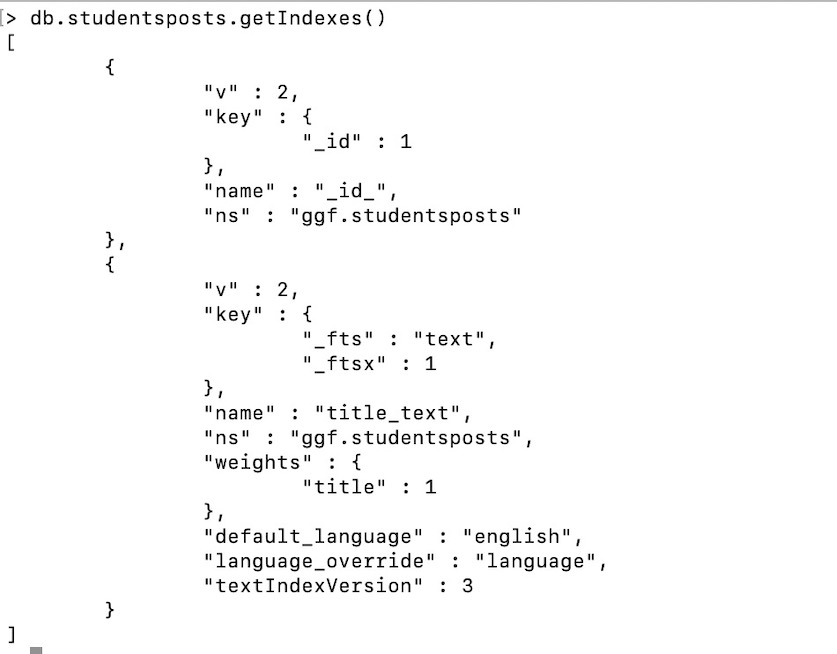 > db.studentsposts.getIndexes()
[
        {
                "v" : 2,
                "key" : {
                        "_id" : 1
                },
                "name" : "_id_",
                "ns" : "ggf.studentsposts"
        },
        {
                "v" : 2,
                "key" : {
                        "_fts" : "text",
                        "_ftsx" : 1
                },
                "name" : "title_text",
                "ns" : "ggf.studentsposts",
                "weights" : {
                        "title" : 1
                },
                "default_language" : "english",
                "language_override" : "language",
                "textIndexVersion" : 3
        }
]